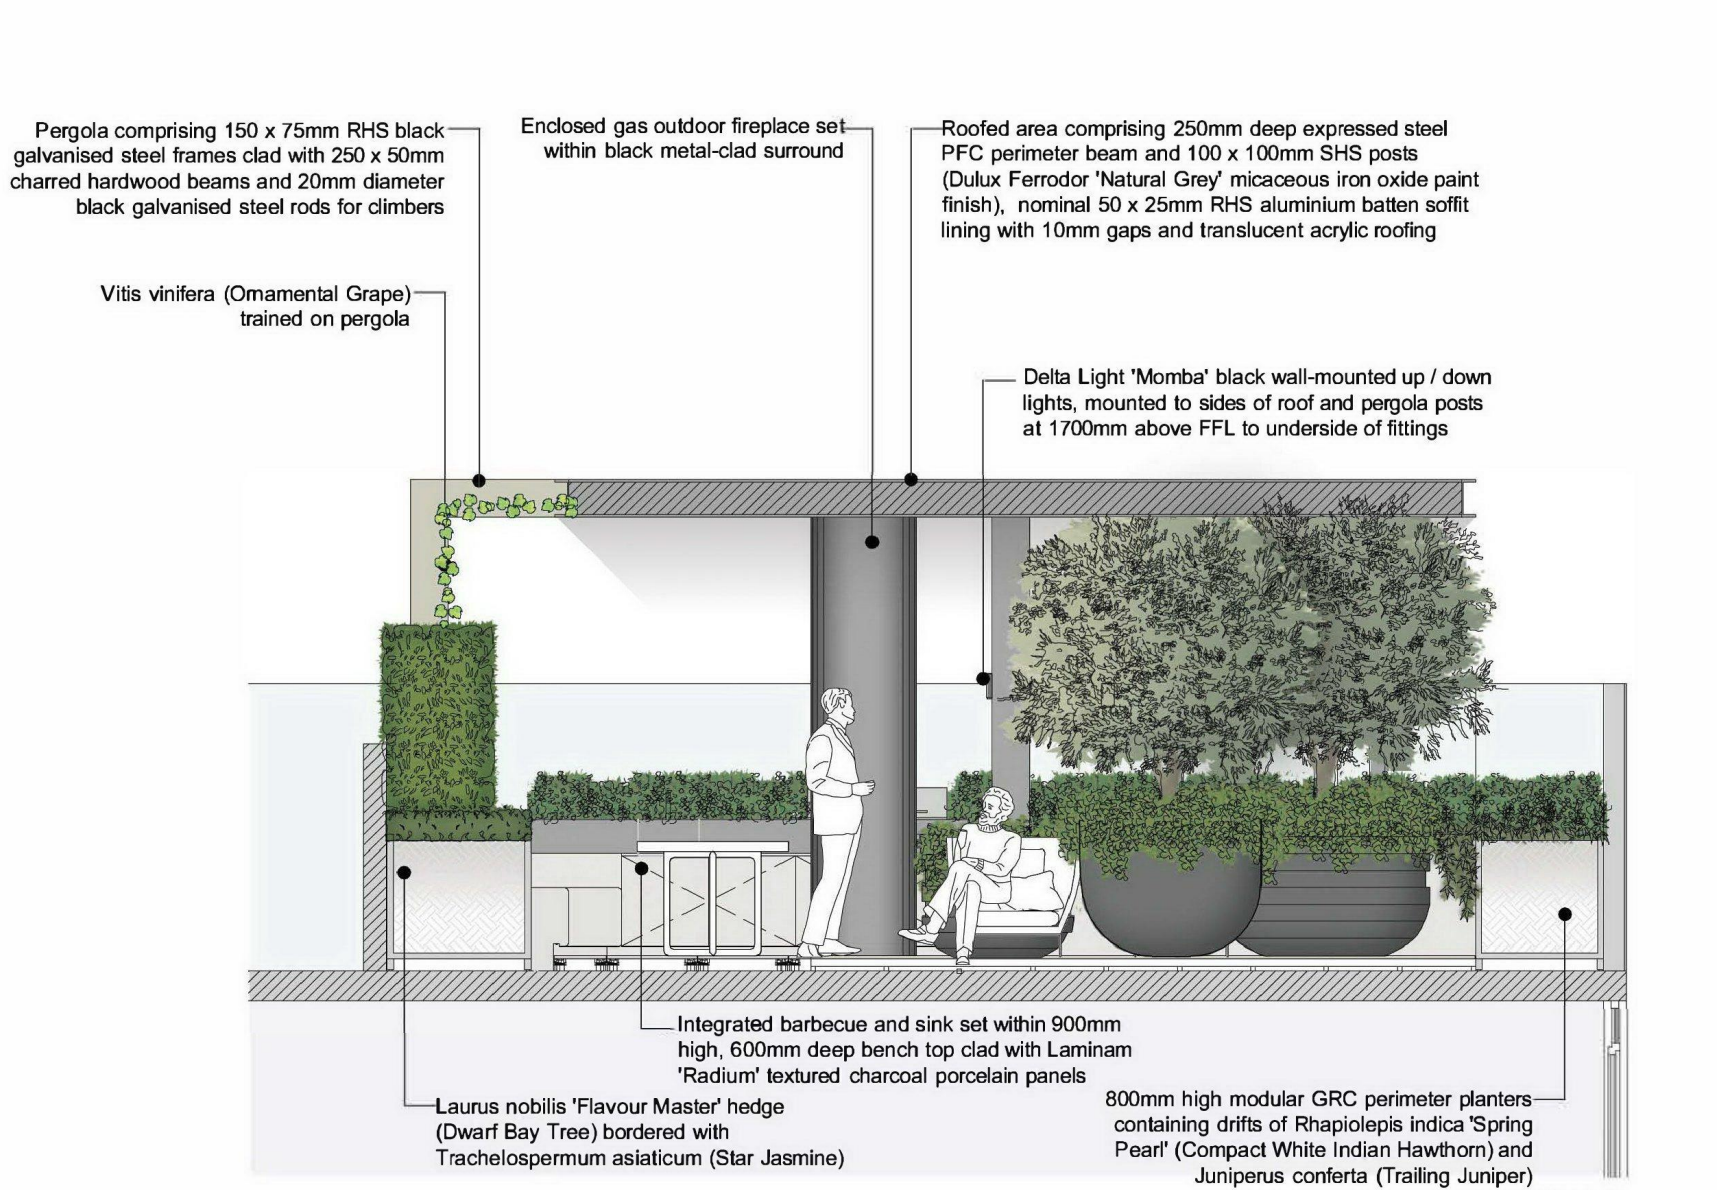 Pergola comprising 150 x 75mm RHS black
galvanised steel frames clad with 250 x 50mm
charred hardwood beams and 20mm diameter
black galvanised steel rods for climbers
Enclosed gas outdoor fireplace set
within black metal-clad surround
Roofed area comprising 250mm deep expressed steel
PFC perimeter beam and 100 x 100mm SHS posts
(Dulux Ferrodor 'Natural Grey' micaceous iron oxide paint
finish), nominal 50 x 25mm RHS aluminium batten soffit
lining with 10mm gaps and translucent acrylic roofing
Vitis vinifera (Ornamental Grape)
trained on pergola
Delta Light 'Momba' black wall-mounted up / down
lights, mounted to sides of roof and pergola posts
at 1700mm above FFL to underside of fittings
Integrated barbecue and sink set within 900mm
high, 600mm deep bench top clad with Laminam
'Radium' textured charcoal porcelain panels
Laurus nobilis 'Flavour Master' hedge
(Dwarf Bay Tree) bordered with
Trachelospermum asiaticum (Star Jasmine)
800mm high modular GRC perimeter planters
containing drifts of Rhapiolepis indica 'Spring
Pearl' (Compact White Indian Hawthorn) and
Juniperus conferta (Trailing Juniper)